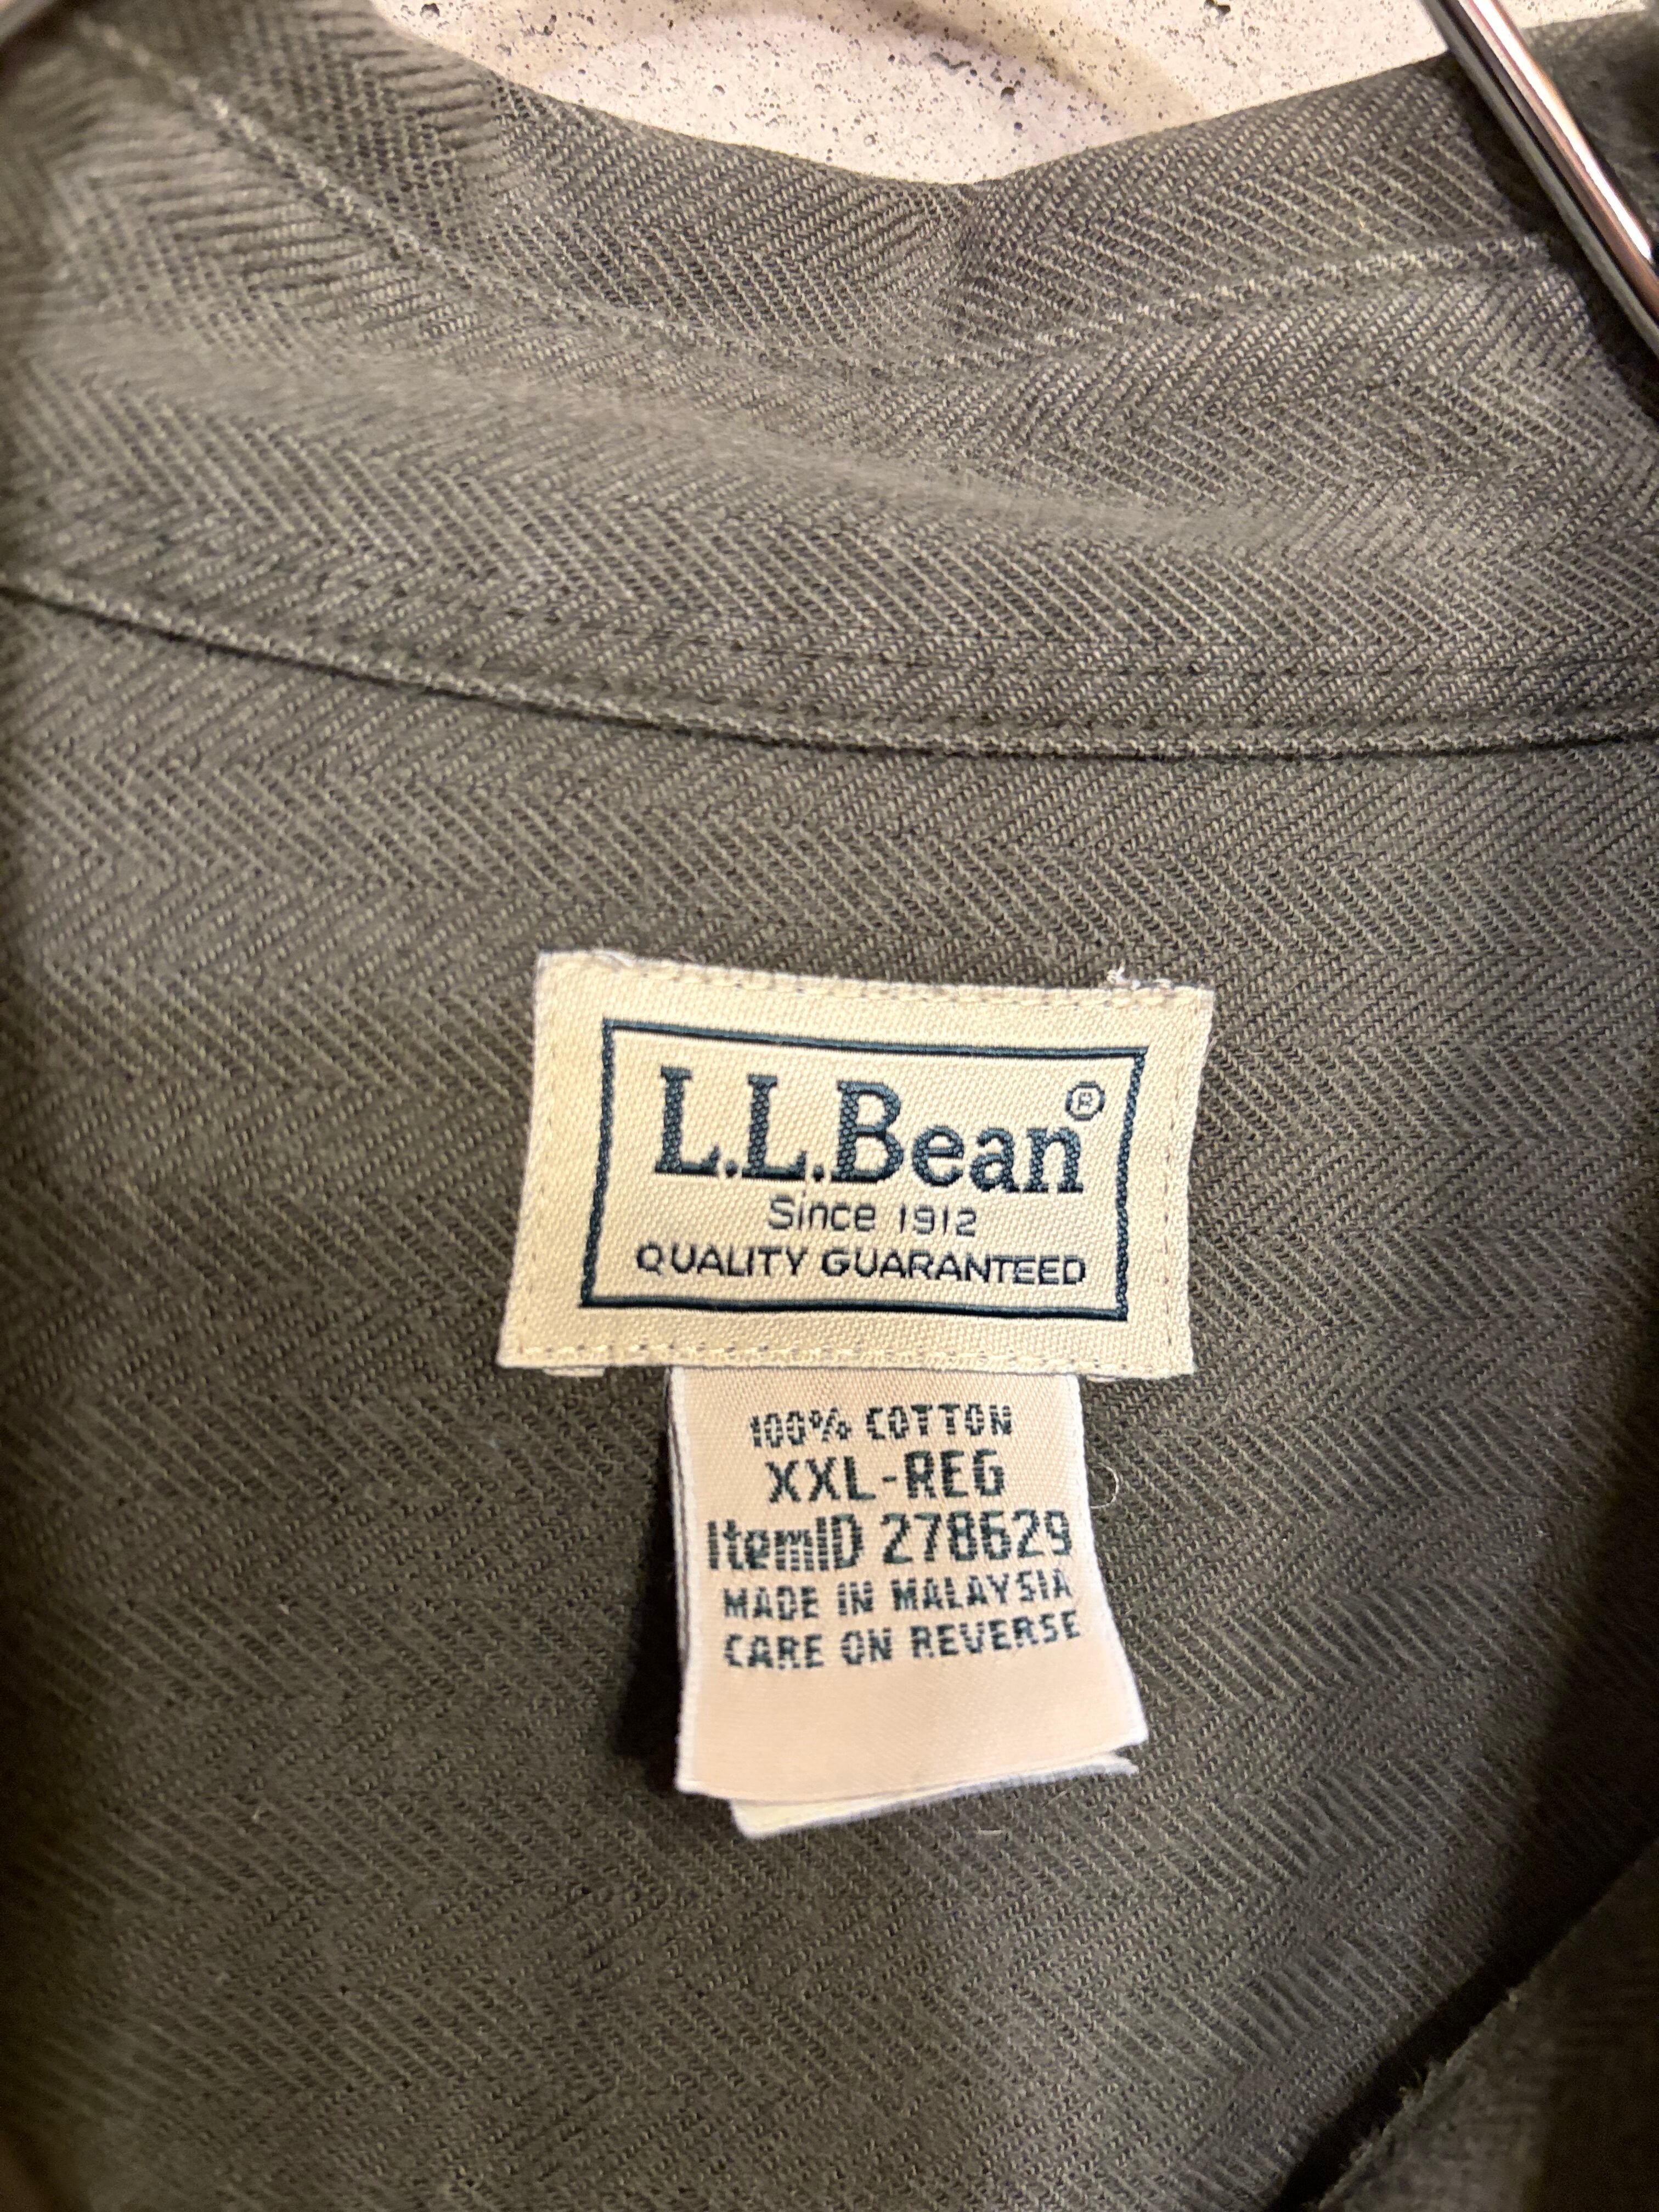 L.L.Bean®
Since 1912
QUALITY GUARANTEED
100% COTTON
XXL-REG
ItemID 278629
MADE IN MALAYSIA
CARE ON REVERSE